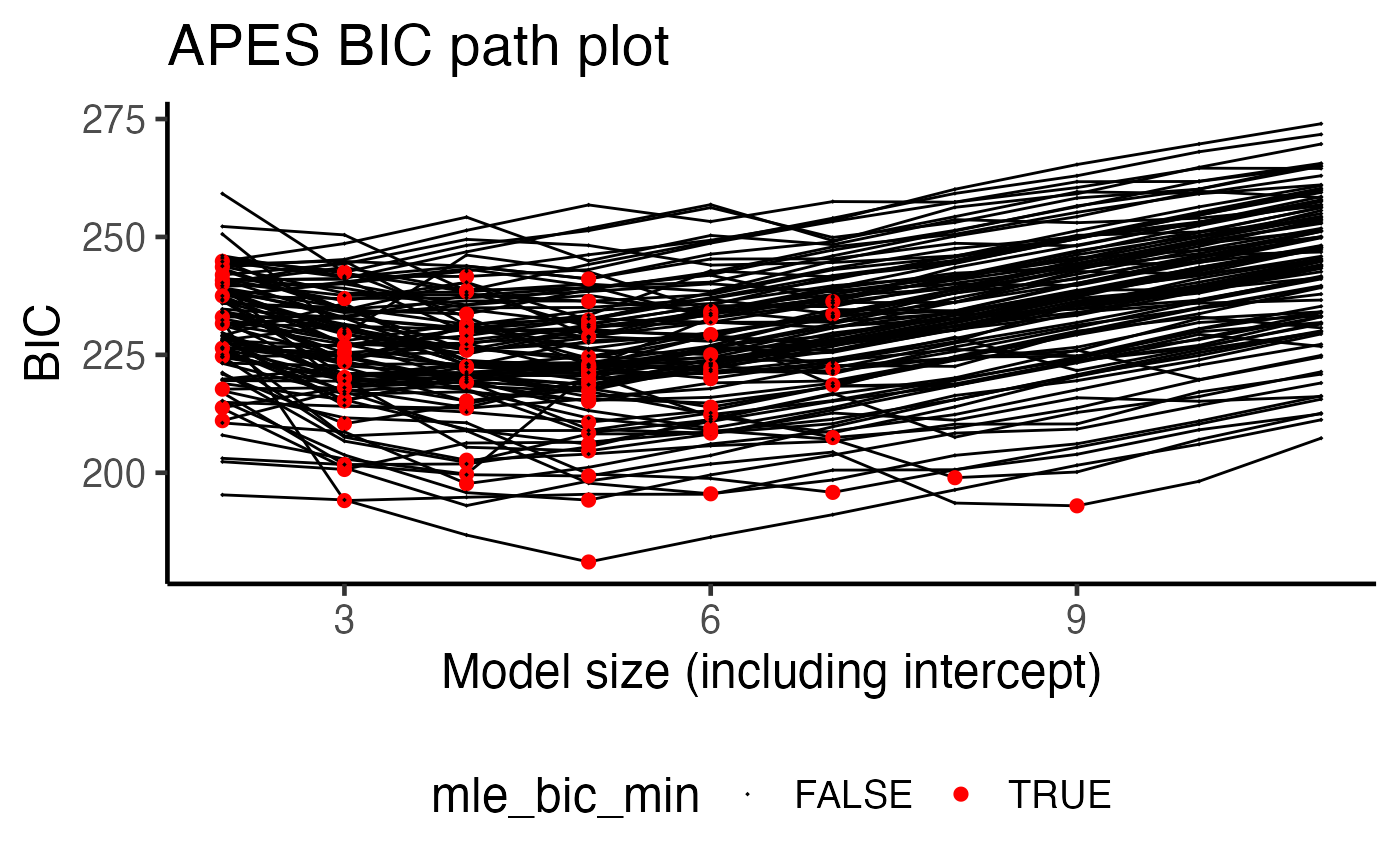 APES BIC path plot
275
250
225
200
BIC
3 6 9
Model size (including intercept)
mle_bic_min FALSE TRUE